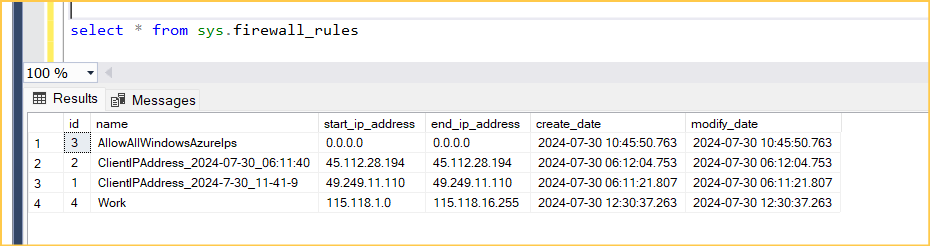 select * from sys.firewall_rules
100 %
Results Messages
id name start_ip_address end_ip_address create_date modify_date
1 3 AllowAllWindowsAzureIps 0.0.0.0 0.0.0.0 2024-07-30 10:45:50.763 2024-07-30 10:45:50.763
2 2 ClientIPAddress_2024-07-30_06:11:40 45.112.28.194 45.112.28.194 2024-07-30 06:12:04.753 2024-07-30 06:12:04.753
3 1 ClientIPAddress_2024-7-30_11-41-9 49.249.11.110 49.249.11.110 2024-07-30 06:11:21.807 2024-07-30 06:11:21.807
4 4 Work 115.118.1.0 115.118.16.255 2024-07-30 12:30:37.263 2024-07-30 12:30:37.263